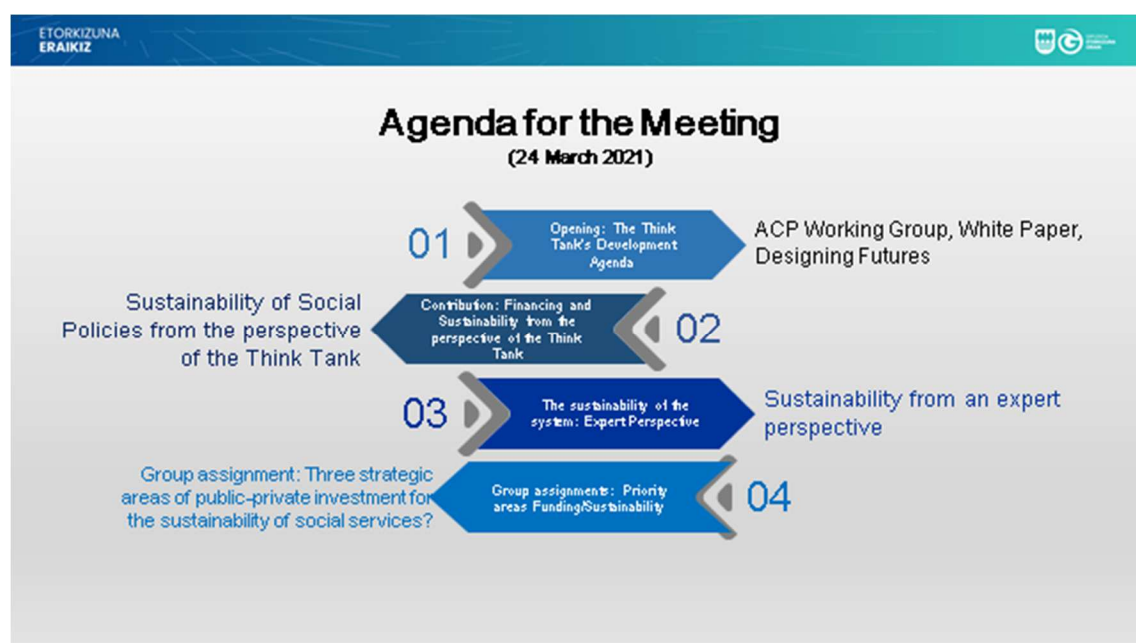 ETORKIZUNA
ERAIKIZ
Agenda for the Meeting
(24 March 2021)
01
Opening: The Think
Tank's Development
Agenda
ACP Working Group, White Paper,
Designing Futures
Sustainability of Social
Policies from the perspective
of the Think Tank
Contribution: Financing and
Sustainability from the
perspective of the Think
Tank
02
03
The sustainability of the
system: Expert Perspective
Sustainability from an expert
perspective
Group assignment: Three strategic
areas of public-private investment for
the sustainability of social services?
Group assignments: Priority
areas Funding/Sustainability
04